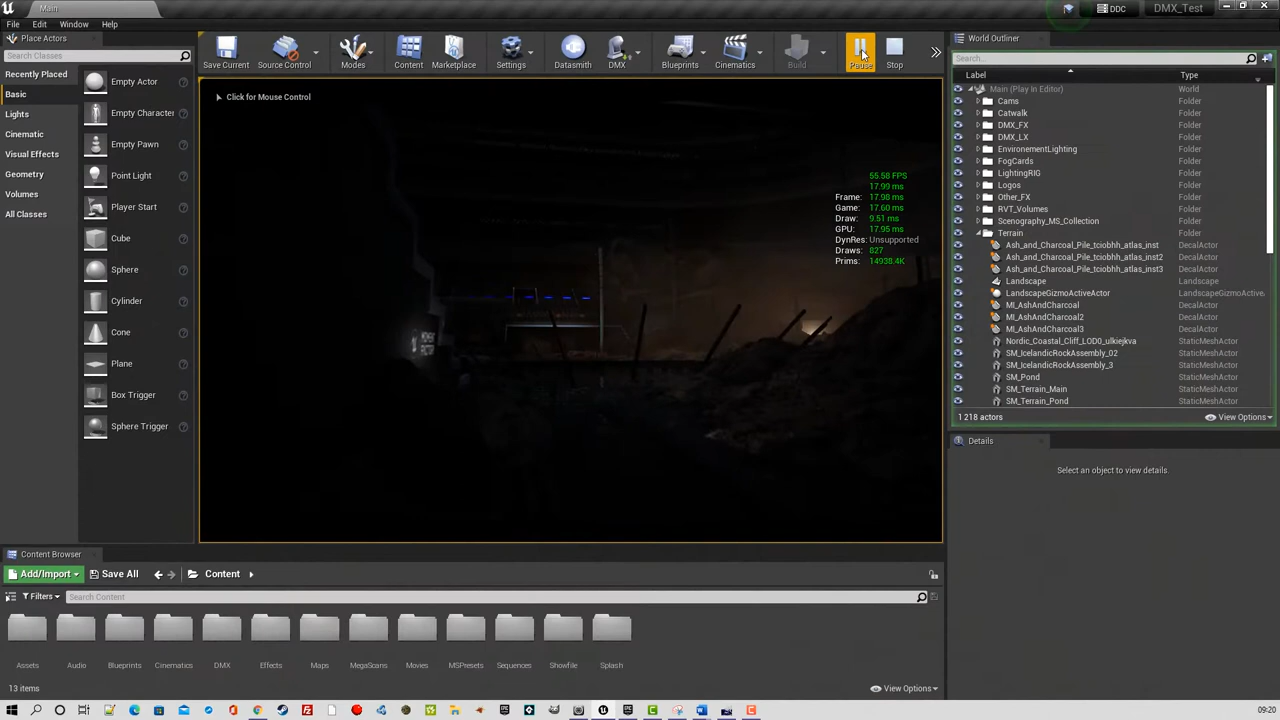 Main
DDC
DMX_Test
File Edit Window Help
Place Actors
Search Classes
Recently Placed
Basic
Lights
Cinematic
Visual Effects
Geometry
Volumes
All Classes
Empty Actor
Empty Character
Empty Pawn
Point Light
Player Start
Cube
Sphere
Cylinder
Cone
Plane
Box Trigger
Sphere Trigger
Save Current Source Control Modes Content Marketplace Settings Datasmith DMX Blueprints Cinematics Build Pause Stop
Click for Mouse Control
55.58 FPS
17.99 ms
Frame: 17.98 ms
Game: 17.60 ms
Draw: 9.51 ms
GPU: 17.95 ms
DynRes: Unsupported
Draws: 827
Prims: 14938.4K
World Outliner
Search...
Label Type
Main (Play In Editor) World
Cams Folder
Catwalk Folder
DMX_FX Folder
DMX_LX Folder
EnvironementLighting Folder
FogCards Folder
LightingRIG Folder
Logos Folder
Other_FX Folder
RVT_Volumes Folder
Scenography_MS_Collection Folder
Terrain Folder
Ash_and_Charcoal_Pile_tciobhh_atlas_inst DecalActor
Ash_and_Charcoal_Pile_tciobhh_atlas_inst2 DecalActor
Ash_and_Charcoal_Pile_tciobhh_atlas_inst3 DecalActor
Landscape Landscape
LandscapeGizmoActiveActor LandscapeGizmoActive
MI_AshAndCharcoal DecalActor
MI_AshAndCharcoal2 DecalActor
MI_AshAndCharcoal3 DecalActor
Nordic_Coastal_Cliff_LOD0_ulkiejkva StaticMeshActor
SM_IcelandicRockAssembly_02 StaticMeshActor
SM_IcelandicRockAssembly_3 StaticMeshActor
SM_Pond StaticMeshActor
SM_Terrain_Main StaticMeshActor
SM_Terrain_Pond StaticMeshActor
1 218 actors View Options
Details
Select an object to view details.
Content Browser
Add/Import Save All Content
Filters Search Content
Assets Audio Blueprints Cinematics DMX Effects Maps MegaScans Movies MSPresets Sequences Showfile Splash
13 items View Options
09:20